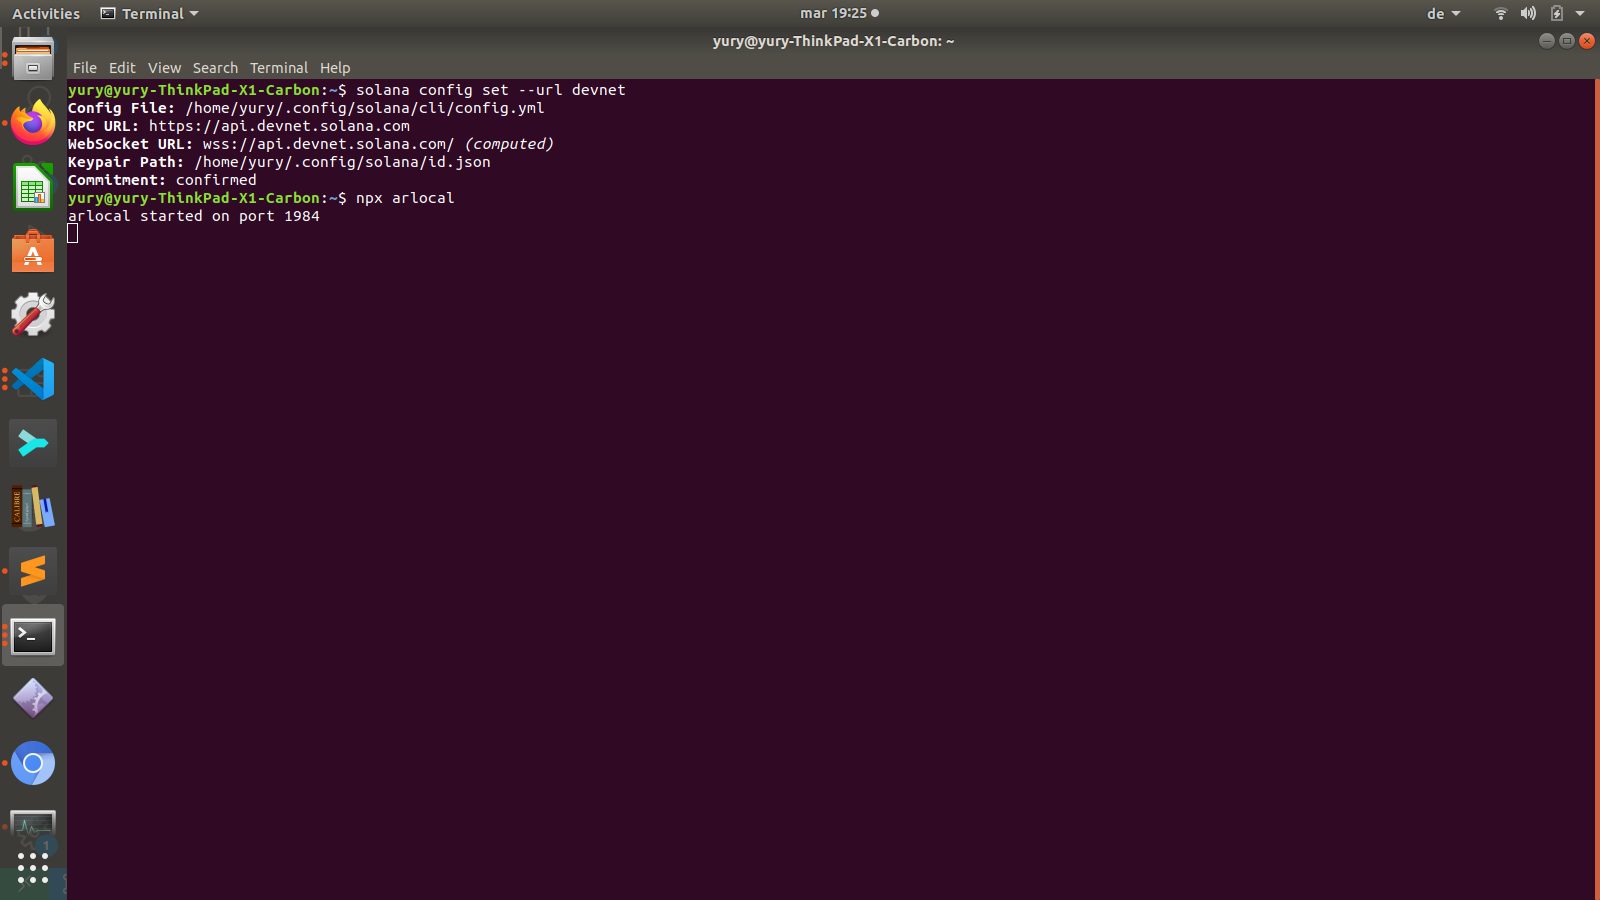 Activities Terminal mar 19:25 de
yury@yury-ThinkPad-X1-Carbon: ~
File Edit View Search Terminal Help
yury@yury-ThinkPad-X1-Carbon:~$ solana config set --url devnet
Config File: /home/yury/.config/solana/cli/config.yml
RPC URL: https://api.devnet.solana.com
WebSocket URL: wss://api.devnet.solana.com/ (computed)
Keypair Path: /home/yury/.config/solana/id.json
Commitment: confirmed
yury@yury-ThinkPad-X1-Carbon:~$ npx arlocal
arlocal started on port 1984
CALIBRE
1